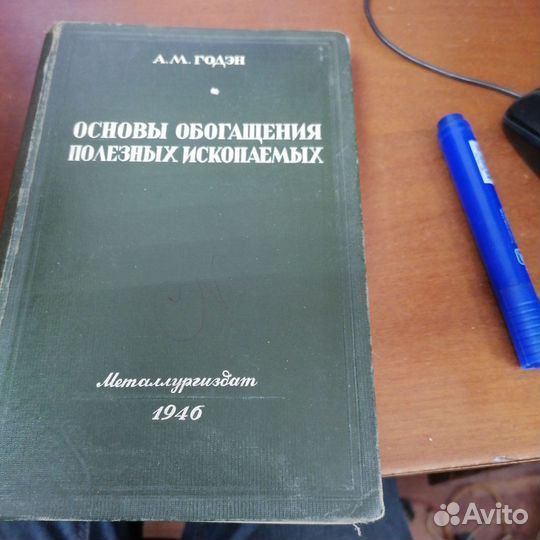 А.М. ГОДЭН
ОСНОВЫ ОБОГАЩЕНИЯ
ПОЛЕЗНЫХ ИСКОПАЕМЫХ
Металлургиздат
1946
Avito